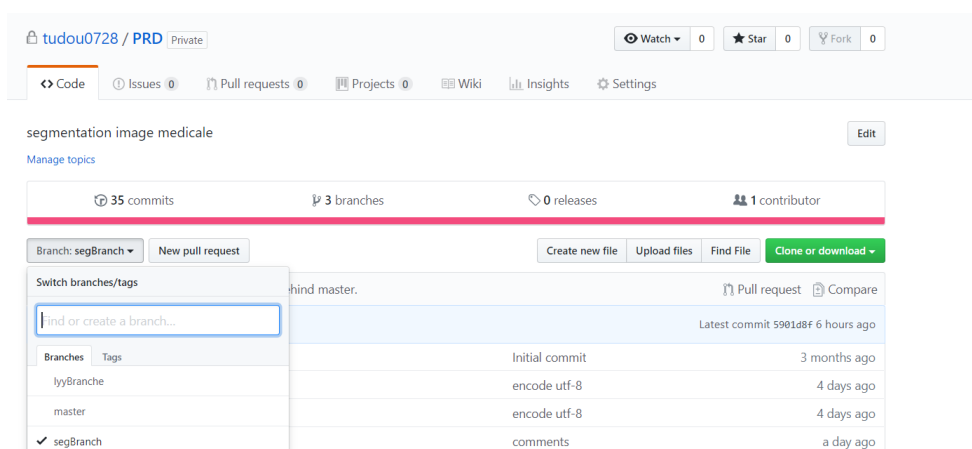 tudou0728 / PRD Private Watch 0 Star 0 Fork 0
Code Issues 0 Pull requests 0 Projects 0 Wiki Insights Settings
segmentation image medicale Edit
Manage topics
35 commits 3 branches 0 releases 1 contributor
Branch: segBranch New pull request Create new file Upload files Find File Clone or download
Switch branches/tags master. Pull request Compare
Find or create a branch...
Latest commit 5901d8f 6 hours ago
Branches Tags Initial commit 3 months ago
lyyBranche encode utf-8 4 days ago
master encode utf-8 4 days ago
segBranch comments a day ago